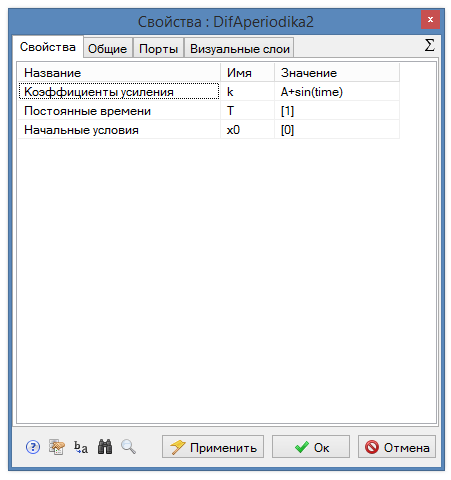 Свойства : DifAperiodika2
x
Свойства Общие Порты Визуальные слои Σ
Название Имя Значение
Коэффициенты усиления k A+sin(time)
Постоянные времени T [1]
Начальные условия x0 [0]
? b a Применить Ок Отмена